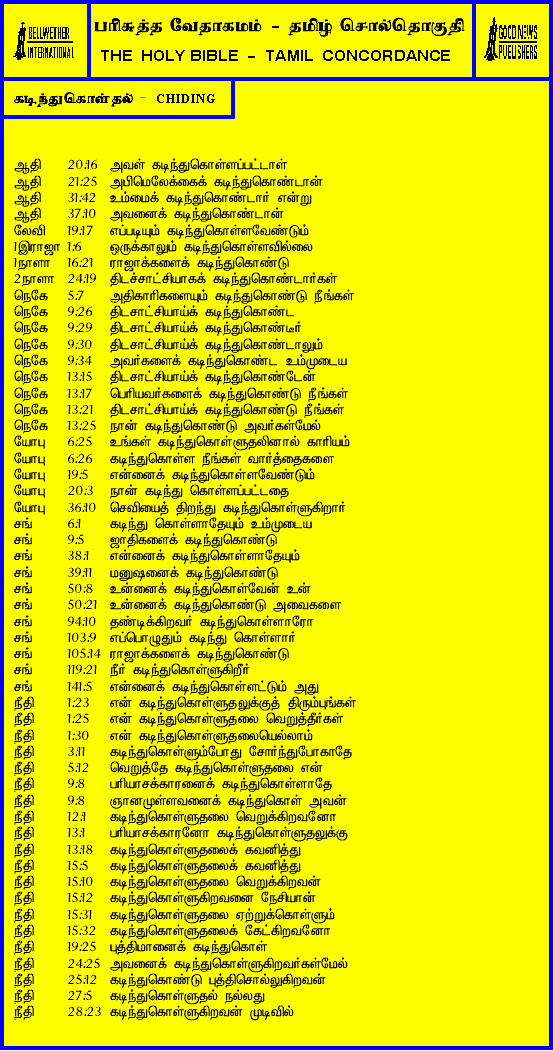 BELLWETHER
INTERNATIONAL
பரிசுத்த வேதாகமம் - தமிழ் சொல்தொகுதி
THE HOLY BIBLE - TAMIL CONCORDANCE
GOOD NEWS
PUBLISHERS
கடிந்துகொள்தல் - CHIDING
ஆதி 20:16 அவள் கடிந்துகொள்ளப்பட்டாள்
ஆதி 21:25 அபிமெலேக்கைக் கடிந்துகொண்டான்
ஆதி 31:42 உம்மைக் கடிந்துகொண்டார் என்று
ஆதி 37:10 அவனைக் கடிந்துகொண்டான்
லேவி 19:17 எப்படியும் கடிந்துகொள்ளவேண்டும்
1இராஜா 1:6 ஒருக்காலும் கடிந்துகொள்ளவில்லை
1நாளா 16:21 ராஜாக்களைக் கடிந்துகொண்டு
2நாளா 24:19 திடச்சாட்சியாகக் கடிந்துகொண்டார்கள்
நெகே 5:7 அதிகாரிகளையும் கடிந்துகொண்டு நீங்கள்
நெகே 9:26 திடசாட்சியாய்க் கடிந்துகொண்ட
நெகே 9:29 திடசாட்சியாய்க் கடிந்துகொண்டீர்
நெகே 9:30 திடசாட்சியாய்க் கடிந்துகொண்டாலும்
நெகே 9:34 அவர்களைக் கடிந்துகொண்ட உம்முடைய
நெகே 13:15 திடசாட்சியாய்க் கடிந்துகொண்டேன்
நெகே 13:17 பெரியவர்களைக் கடிந்துகொண்டு நீங்கள்
நெகே 13:21 திடசாட்சியாய்க் கடிந்துகொண்டு நீங்கள்
நெகே 13:25 நான் கடிந்துகொண்டு அவர்கள்மேல்
யோபு 6:25 உங்கள் கடிந்துகொள்ளுதலினால் காரியம்
யோபு 6:26 கடிந்துகொள்ள நீங்கள் வார்த்தைகளை
யோபு 19:5 என்னைக் கடிந்துகொள்ளவேண்டும்
யோபு 20:3 நான் கடிந்து கொள்ளப்பட்டதை
யோபு 36:10 செவியைத் திறந்து கடிந்துகொள்ளுகிறார்
சங் 6:1 கடிந்து கொள்ளாதேயும் உம்முடைய
சங் 9:5 ஜாதிகளைக் கடிந்துகொண்டு
சங் 38:1 என்னைக் கடிந்துகொள்ளாதேயும்
சங் 39:11 மனுஷனைக் கடிந்துகொண்டு
சங் 50:8 உன்னைக் கடிந்துகொள்வேன் உன்
சங் 50:21 உன்னைக் கடிந்துகொண்டு அவைகளை
சங் 94:10 தண்டிக்கிறவர் கடிந்துகொள்ளாரோ
சங் 103:9 எப்பொழுதும் கடிந்து கொள்ளார்
சங் 105:14 ராஜாக்களைக் கடிந்துகொண்டு
சங் 119:21 நீர் கடிந்துகொள்ளுகிறீர்
சங் 141:5 என்னைக் கடிந்துகொள்ளட்டும் அது
நீதி 1:23 என் கடிந்துகொள்ளுதலுக்குத் திரும்புங்கள்
நீதி 1:25 என் கடிந்துகொள்ளுதலை வெறுத்தீர்கள்
நீதி 1:30 என் கடிந்துகொள்ளுதலையெல்லாம்
நீதி 3:11 கடிந்துகொள்ளும்போது சோர்ந்துபோகாதே
நீதி 5:12 வெறுத்தே கடிந்துகொள்ளுதலை என்
நீதி 9:8 பரியாசக்காரனைக் கடிந்துகொள்ளாதே
நீதி 9:8 ஞானமுள்ளவனைக் கடிந்துகொள் அவன்
நீதி 12:1 கடிந்துகொள்ளுதலை வெறுக்கிறவனோ
நீதி 13:1 பரியாசக்காரனோ கடிந்துகொள்ளுதலுக்கு
நீதி 13:18 கடிந்துகொள்ளுதலைக் கவனித்து
நீதி 15:5 கடிந்துகொள்ளுதலைக் கவனித்து
நீதி 15:10 கடிந்துகொள்ளுதலை வெறுக்கிறவன்
நீதி 15:12 கடிந்துகொள்ளுகிறவனை நேசியான்
நீதி 15:31 கடிந்துகொள்ளுதலை ஏற்றுக்கொள்ளும்
நீதி 15:32 கடிந்துகொள்ளுதலைக் கேட்கிறவனோ
நீதி 19:25 புத்திமானைக் கடிந்துகொள்
நீதி 24:25 அவனைக் கடிந்துகொள்ளுகிறவர்கள்மேல்
நீதி 25:12 கடிந்துகொண்டு புத்திசொல்லுகிறவன்
நீதி 27:5 கடிந்துகொள்ளுதல் நல்லது
நீதி 28:23 கடிந்துகொள்ளுகிறவன் முடிவில்